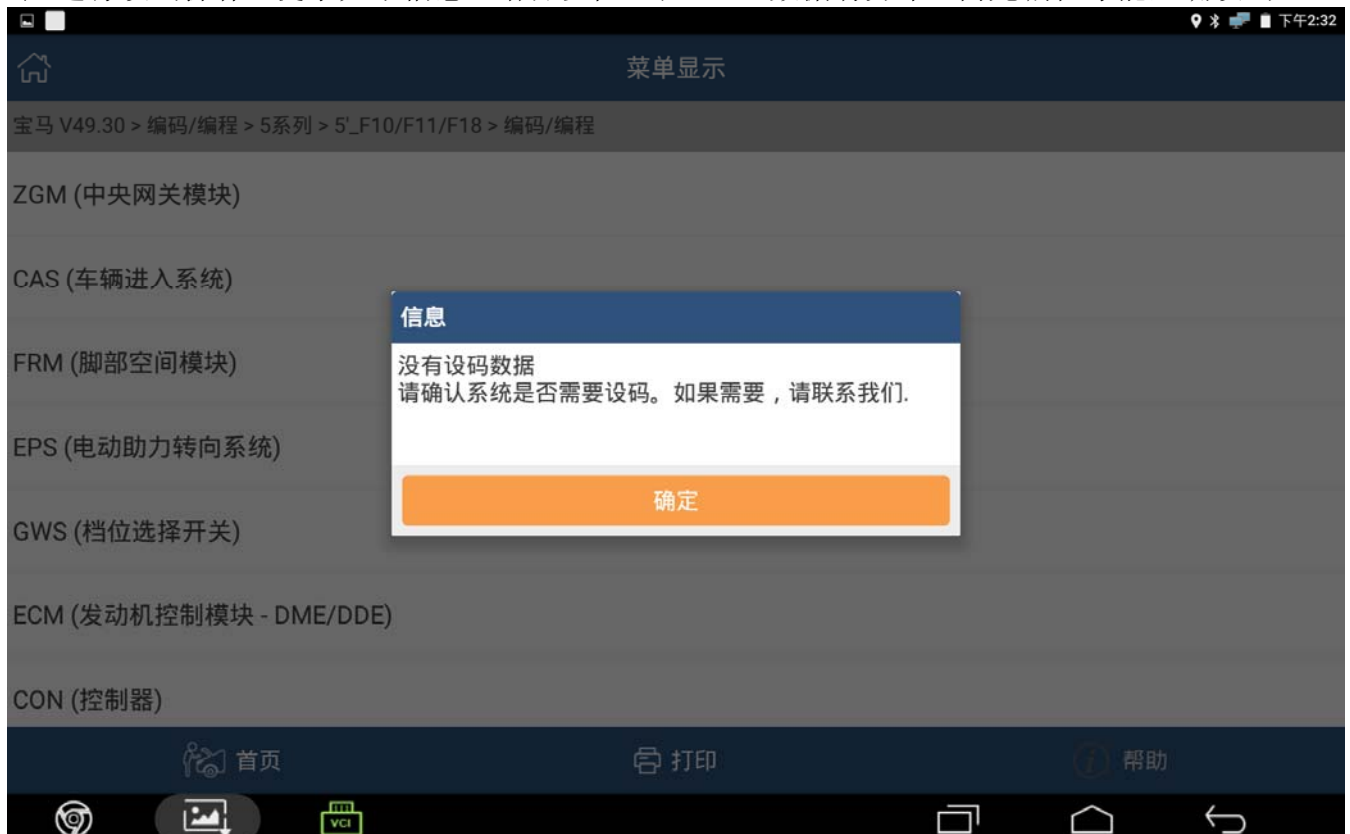 下午2:32
菜单显示
宝马 V49.30 > 编码/编程 > 5系列 > 5'_F10/F11/F18 > 编码/编程
ZGM (中央网关模块)
CAS (车辆进入系统)
FRM (脚部空间模块)
EPS (电动助力转向系统)
GWS (档位选择开关)
ECM (发动机控制模块 - DME/DDE)
CON (控制器)
信息
没有设码数据
请确认系统是否需要设码。如果需要，请联系我们.
确定
首页
打印
帮助
VCI